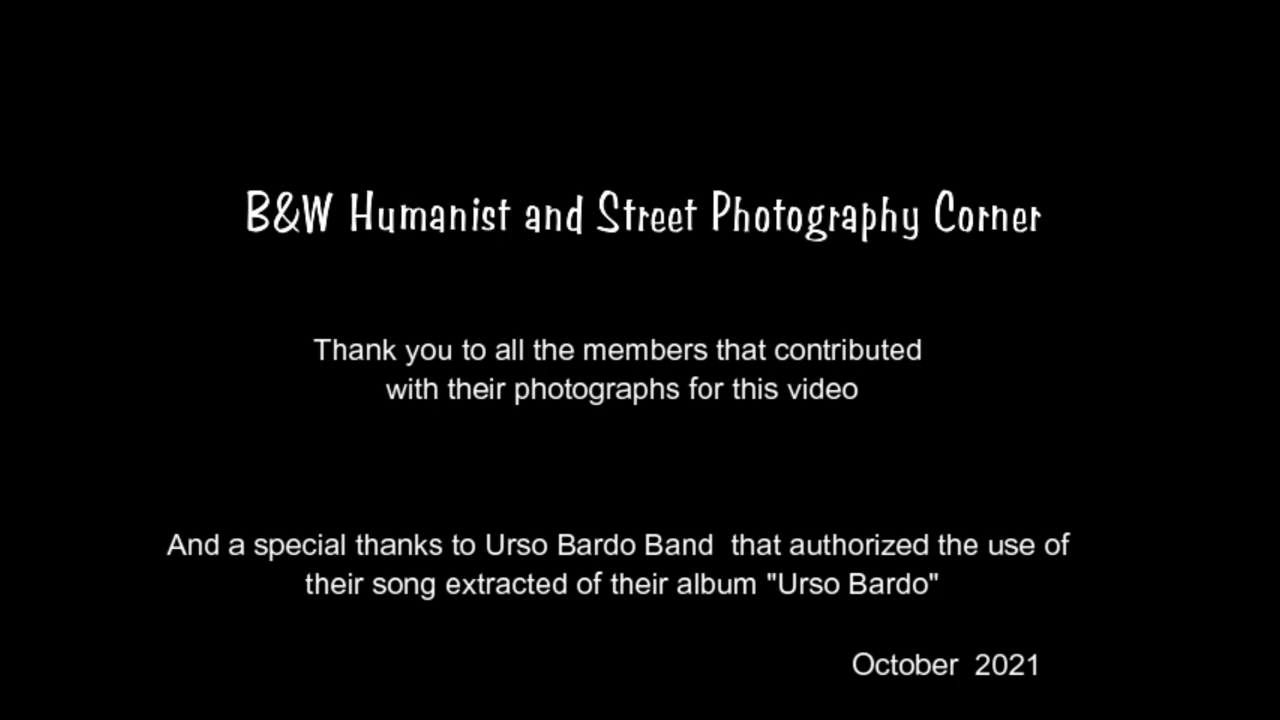 B&W Humanist and Street Photography Corner
Thank you to all the members that contributed
with their photographs for this video
And a special thanks to Urso Bardo Band  that authorized the use of
their song extracted of their album "Urso Bardo"
October  2021